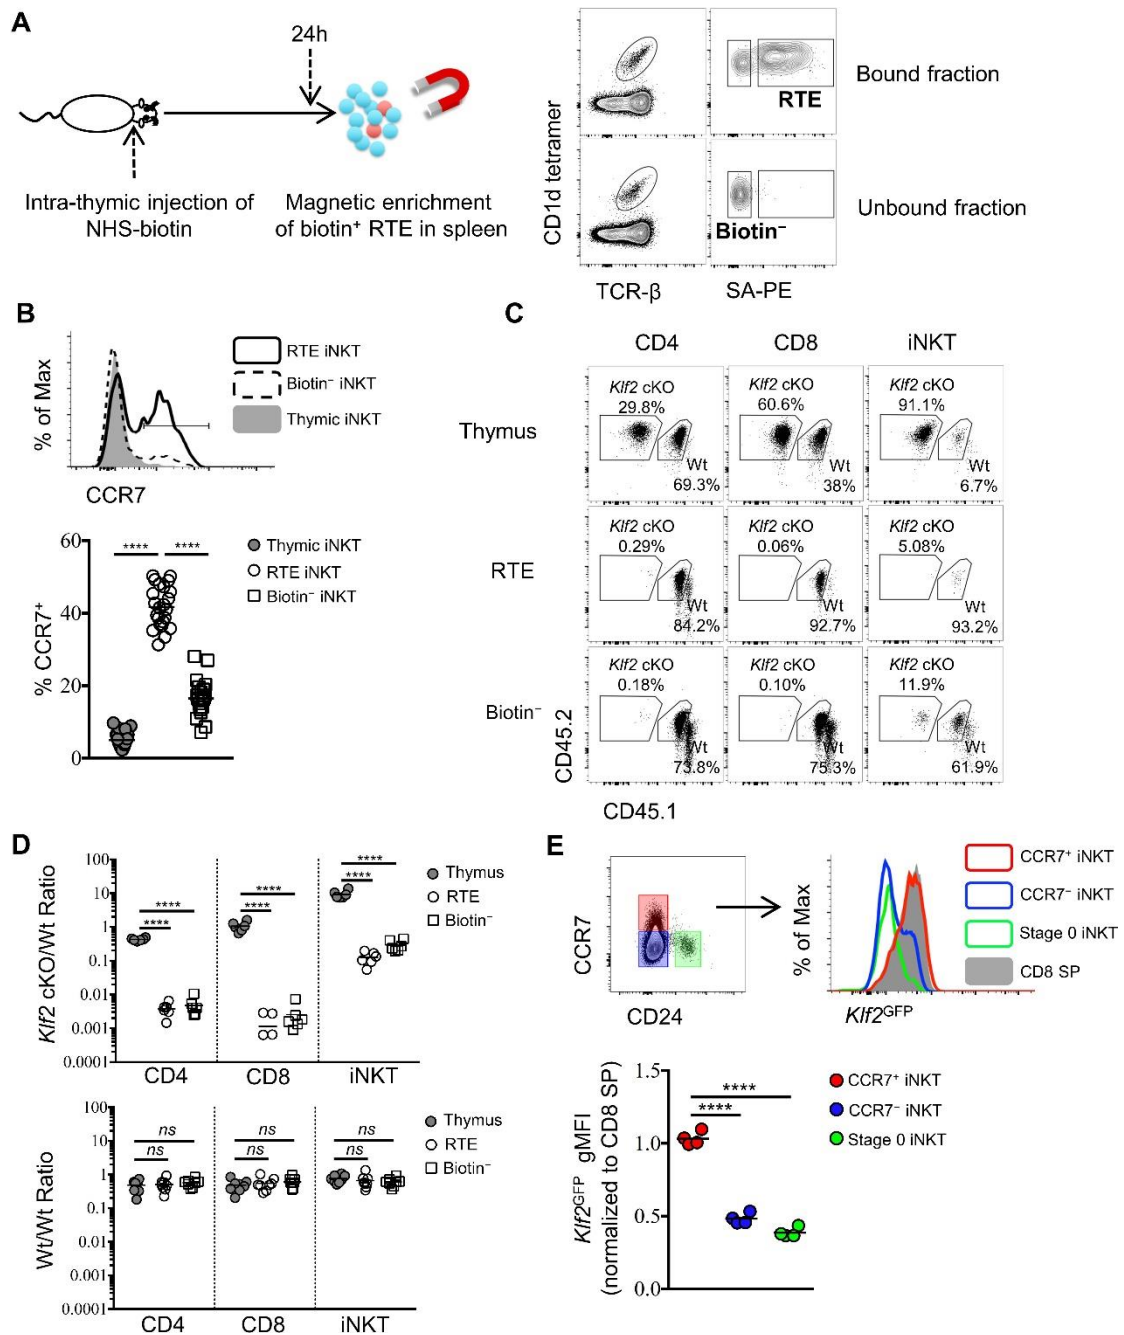 A
24h
Intra-thymic injection of
NHS-biotin
Magnetic enrichment
of biotin⁺ RTE in spleen
CD1d tetramer
RTE
Bound fraction
Biotin⁻
Unbound fraction
TCR-β
SA-PE
B
% of Max
RTE iNKT
Biotin⁻ iNKT
Thymic iNKT
CCR7
% CCR7⁺
60
40
20
0
**** ****
Thymic iNKT
RTE iNKT
Biotin⁻ iNKT
C
CD4 CD8 iNKT
Thymus
Klf2 cKO
29.8%
Wt
69.3%
Klf2 cKO
60.6%
Wt
38%
Klf2 cKO
91.1%
Wt
6.7%
RTE
Klf2 cKO
0.29%
Wt
84.2%
Klf2 cKO
0.06%
Wt
92.7%
Klf2 cKO
5.08%
Wt
93.2%
Biotin⁻
Klf2 cKO
0.18%
Wt
73.8%
Klf2 cKO
0.10%
Wt
75.3%
Klf2 cKO
11.9%
Wt
61.9%
CD45.2
CD45.1
D
Klf2 cKO/Wt Ratio
100
10
1
0.1
0.01
0.001
0.0001
****
****
****
****
****
****
Thymus
RTE
Biotin⁻
CD4 CD8 iNKT
Wt/Wt Ratio
100
10
1
0.1
0.01
0.001
0.0001
ns
ns
ns
ns
ns
ns
Thymus
RTE
Biotin⁻
CD4 CD8 iNKT
E
CCR7
CD24
% of Max
Klf2ᴳᶠᴾ
CCR7⁺ iNKT
CCR7⁻ iNKT
Stage 0 iNKT
CD8 SP
Klf2ᴳᶠᴾ gMFI
(normalized to CD8 SP)
1.5
1.0
0.5
0.0
****
****
CCR7⁺ iNKT
CCR7⁻ iNKT
Stage 0 iNKT